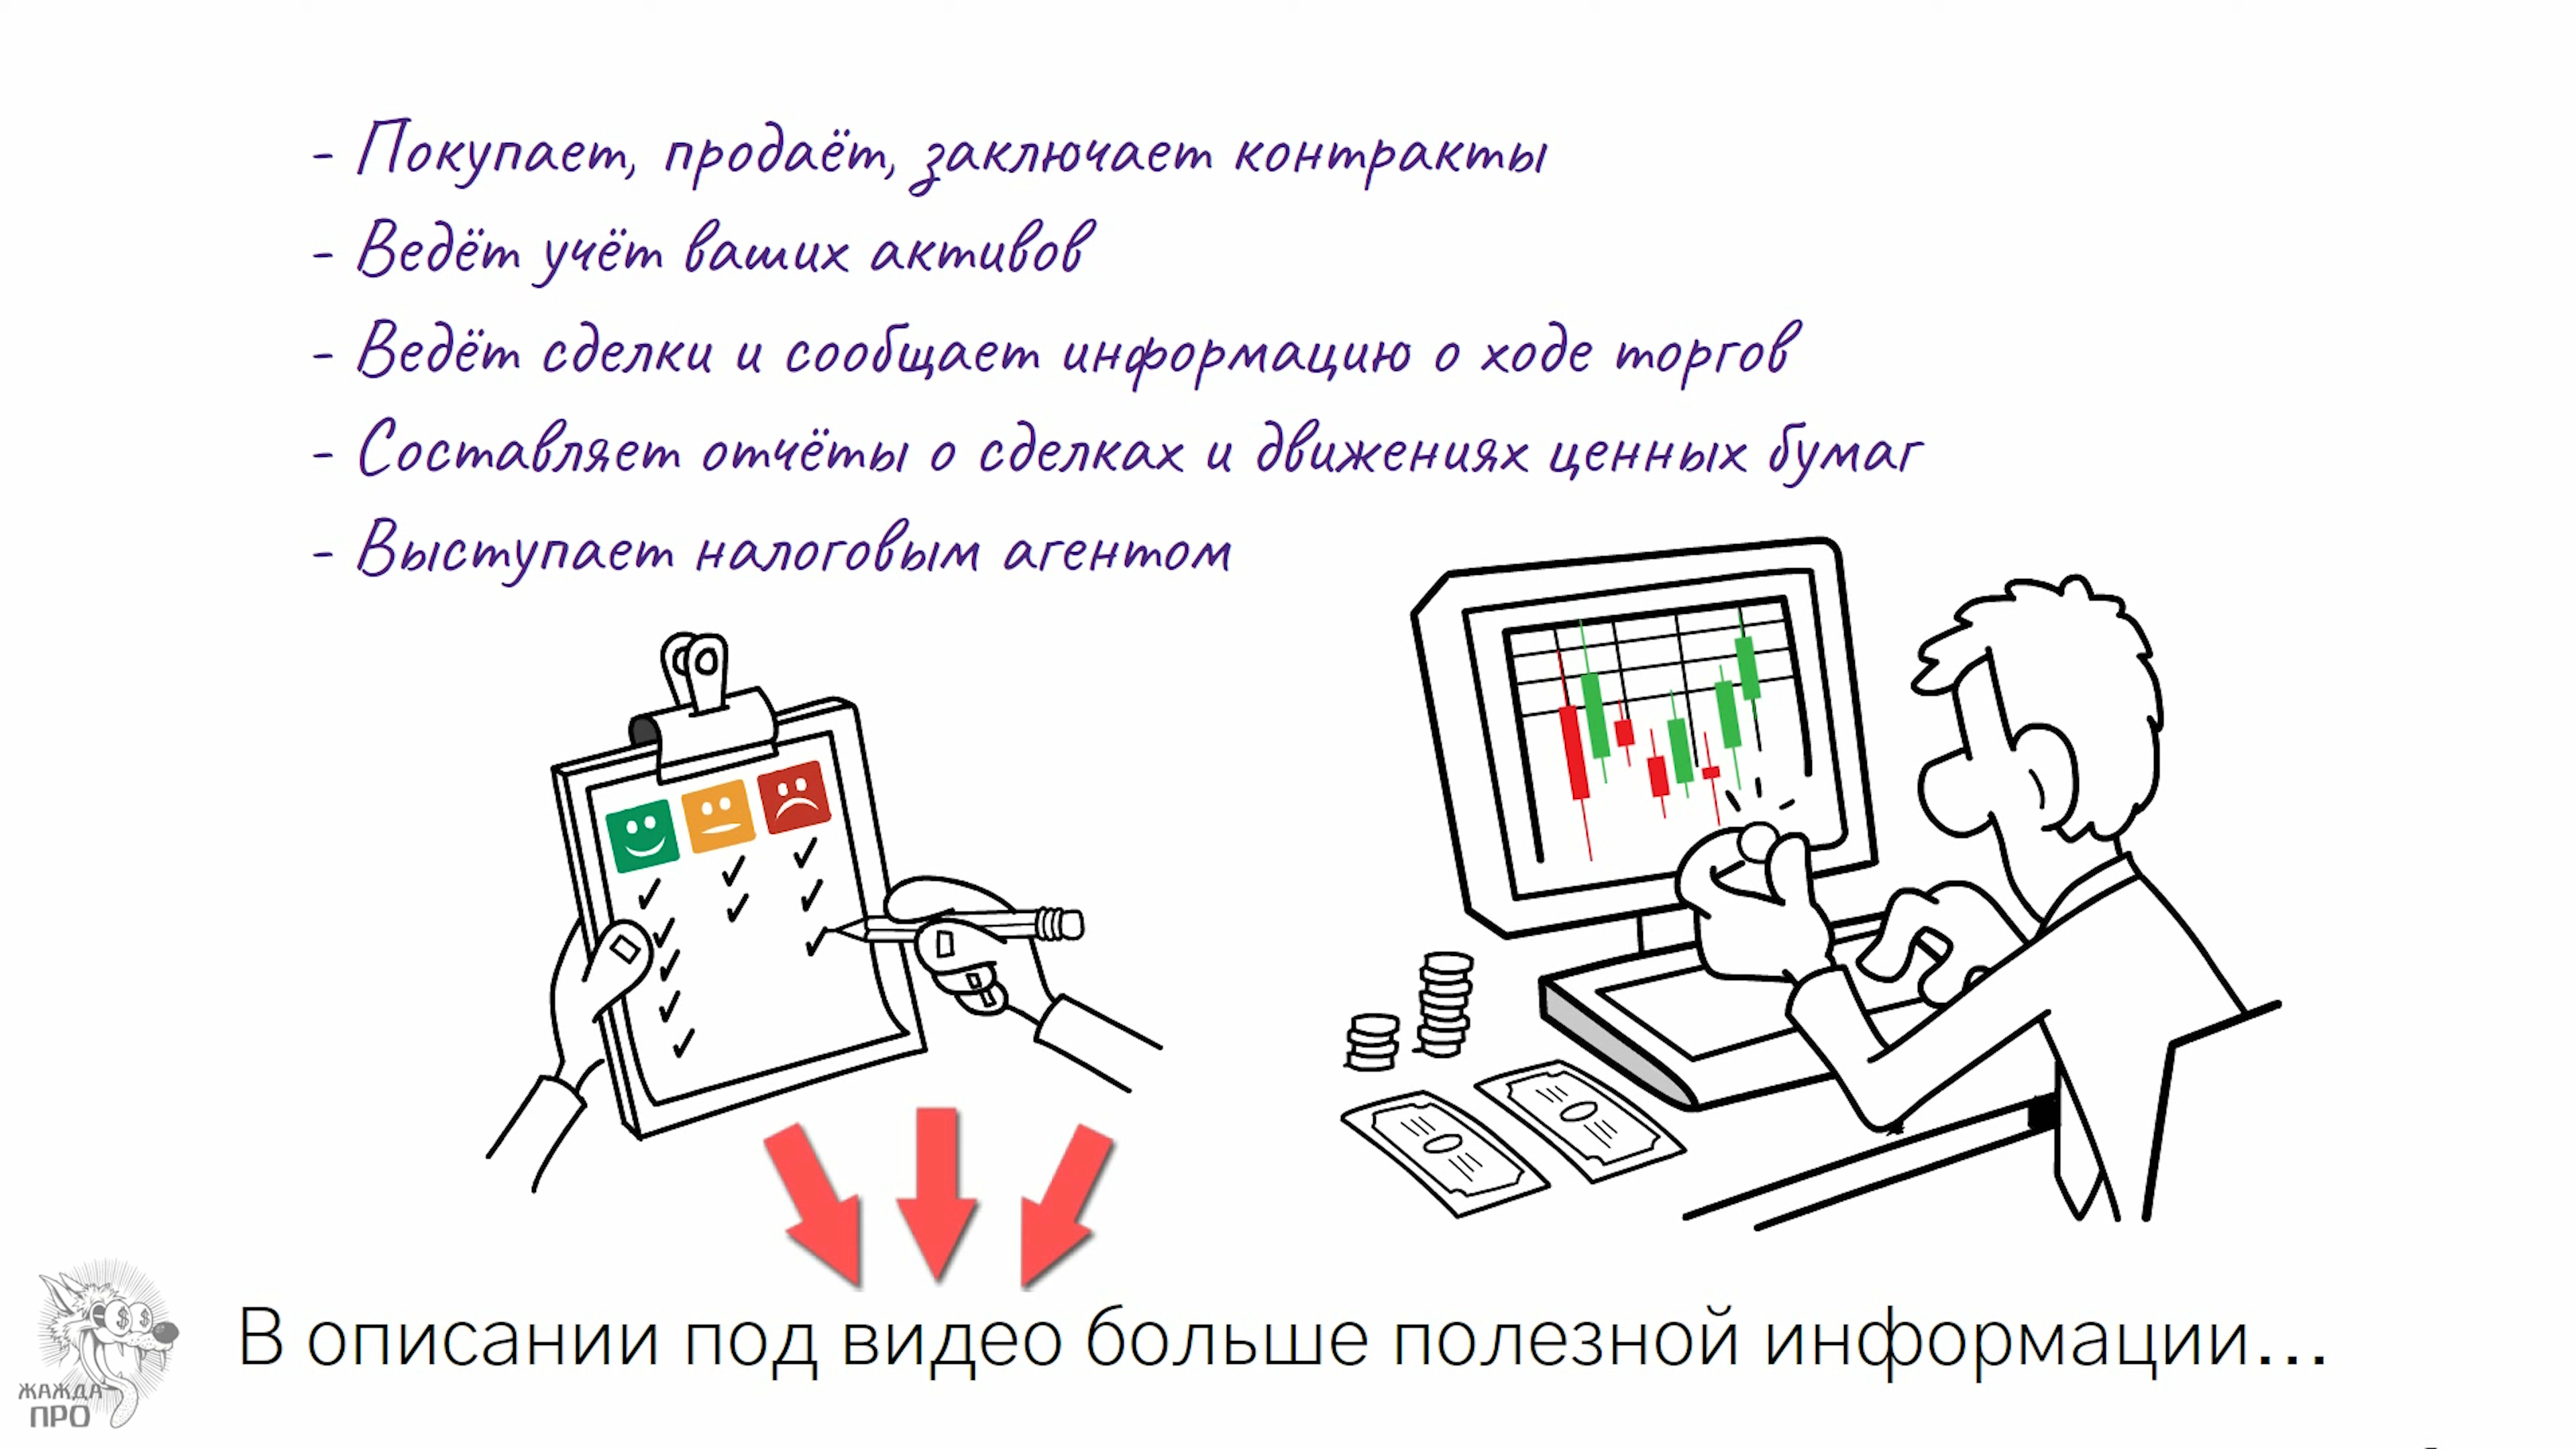 - Покупает, продаёт, заключает контракты
- Ведёт учёт ваших активов
- Ведёт сделки и сообщает информацию о ходе торгов
- Составляет отчёты о сделках и движениях ценных бумаг
- Выступает налоговым агентом
В описании под видео больше полезной информации...
ЖАЖДА
ПРО